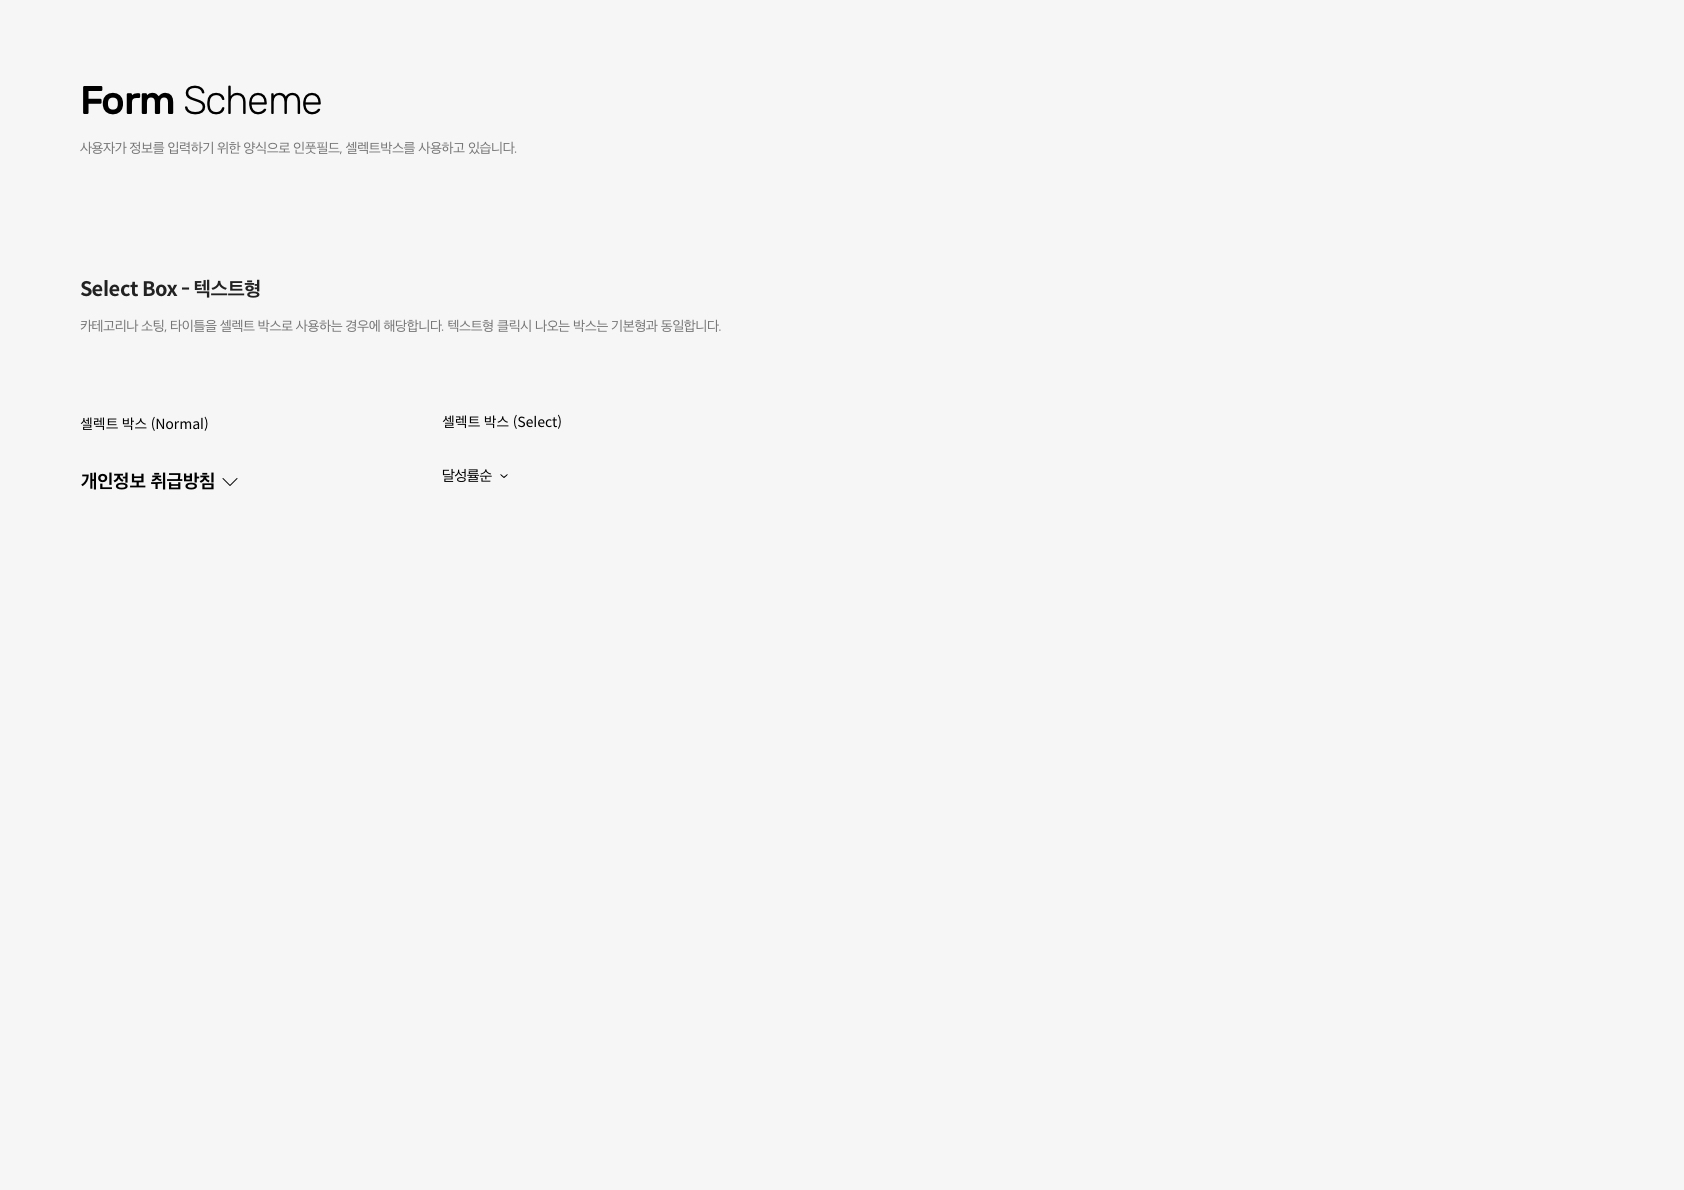 Form Scheme
사용자가 정보를 입력하기 위한 양식으로 인풋필드, 셀렉트박스를 사용하고 있습니다.
Select Box - 텍스트형
카테고리나 소팅, 타이틀을 셀렉트 박스로 사용하는 경우에 해당합니다. 텍스트형 클릭시 나오는 박스는 기본형과 동일합니다.
셀렉트 박스 (Normal)
셀렉트 박스 (Select)
개인정보 취급방침
달성률순